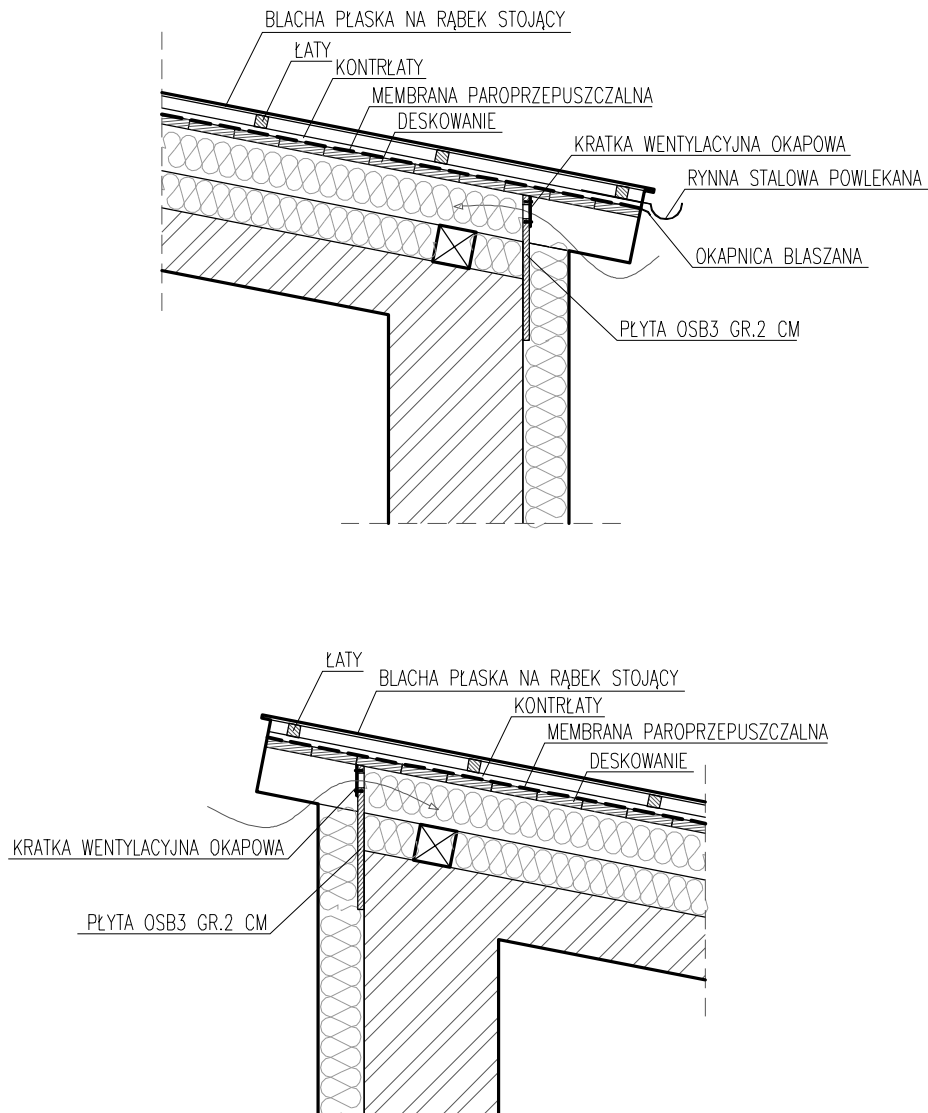 BLACHA PŁASKA NA RĄBEK STOJĄCY
ŁATY
KONTRŁATY
MEMBRANA PAROPRZEPUSZCZALNA
DESKOWANIE
KRATKA WENTYLACYJNA OKAPOWA
RYNNA STALOWA POWLEKANA
OKAPNICA BLASZANA
PŁYTA OSB3 GR.2 CM
ŁATY
BLACHA PŁASKA NA RĄBEK STOJĄCY
KONTRŁATY
MEMBRANA PAROPRZEPUSZCZALNA
DESKOWANIE
KRATKA WENTYLACYJNA OKAPOWA
PŁYTA OSB3 GR.2 CM